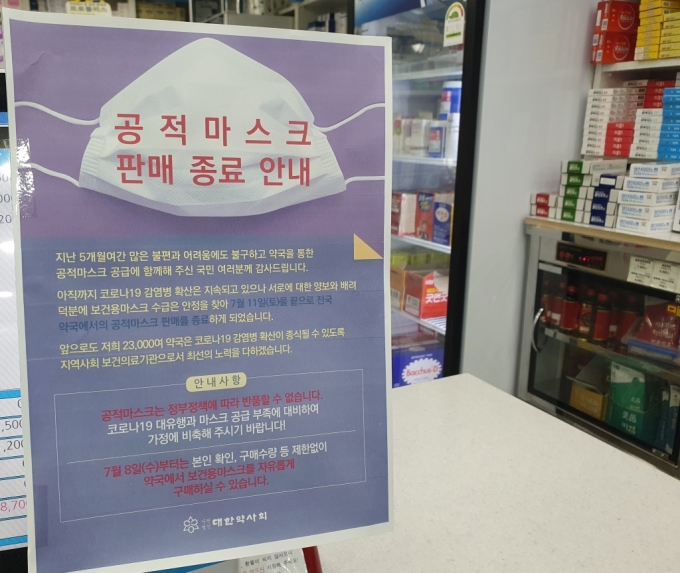 공적마스크
판매 종료 안내
지난 5개월여간 많은 불편과 어려움에도 불구하고 약국을 통한
공적마스크 공급에 함께해 주신 국민 여러분께 감사드립니다.
아직까지 코로나19 감염병 확산은 지속되고 있으나 서로에 대한 양보와 배려
덕분에 보건용마스크 수급은 안정을 찾아 7월 11일(토)를 끝으로 전국
약국에서의 공적마스크 판매를 종료하게 되었습니다.
앞으로도 저희 23,000여 약국은 코로나19 감염병 확산이 종식될 수 있도록
지역사회 보건의료기관으로서 최선의 노력을 다하겠습니다.
안내사항
공적마스크는 정부정책에 따라 반품할 수 없습니다.
코로나19 대유행과 마스크 공급 부족에 대비하여
가정에 비축해 주시기 바랍니다!
7월 8일(수)부터는 본인 확인, 구매수량 등 제한없이
약국에서 보건용마스크를 자유롭게
구매하실 수 있습니다.
사단법인 대한약사회
굿앤굿
Bacchus-D